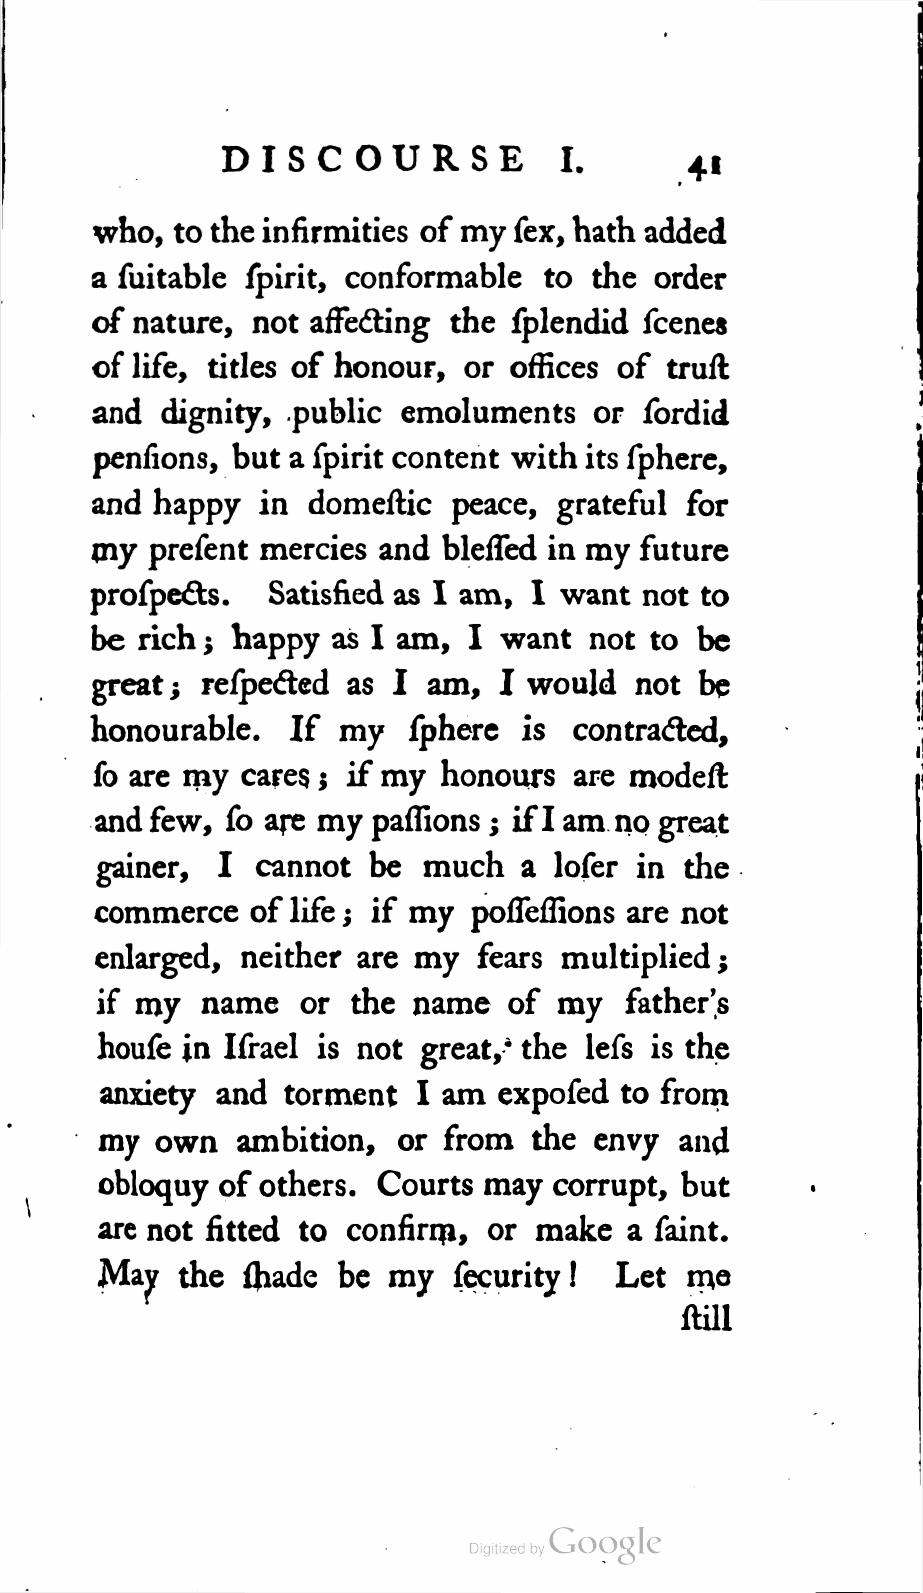 DISCOURSE I. 41
who, to the infirmities of my ſex, hath added
a ſuitable ſpirit, conformable to the order
of nature, not affecting the ſplendid ſcenes
of life, titles of honour, or offices of truſt
and dignity, public emoluments or ſordid
penſions, but a ſpirit content with its ſphere,
and happy in domeſtic peace, grateful for
my preſent mercies and bleſſed in my future
proſpects. Satisfied as I am, I want not to
be rich; happy as I am, I want not to be
great; reſpected as I am, I would not be
honourable. If my ſphere is contracted,
ſo are my cares; if my honours are modeſt
and few, ſo are my paſſions; if I am no great
gainer, I cannot be much a loſer in the
commerce of life; if my poſſeſſions are not
enlarged, neither are my fears multiplied;
if my name or the name of my father's
houſe in Iſrael is not great, the leſs is the
anxiety and torment I am expoſed to from
my own ambition, or from the envy and
obloquy of others. Courts may corrupt, but
are not fitted to confirm, or make a ſaint.
May the ſhade be my ſecurity! Let me
ſtill
Digitized by Google